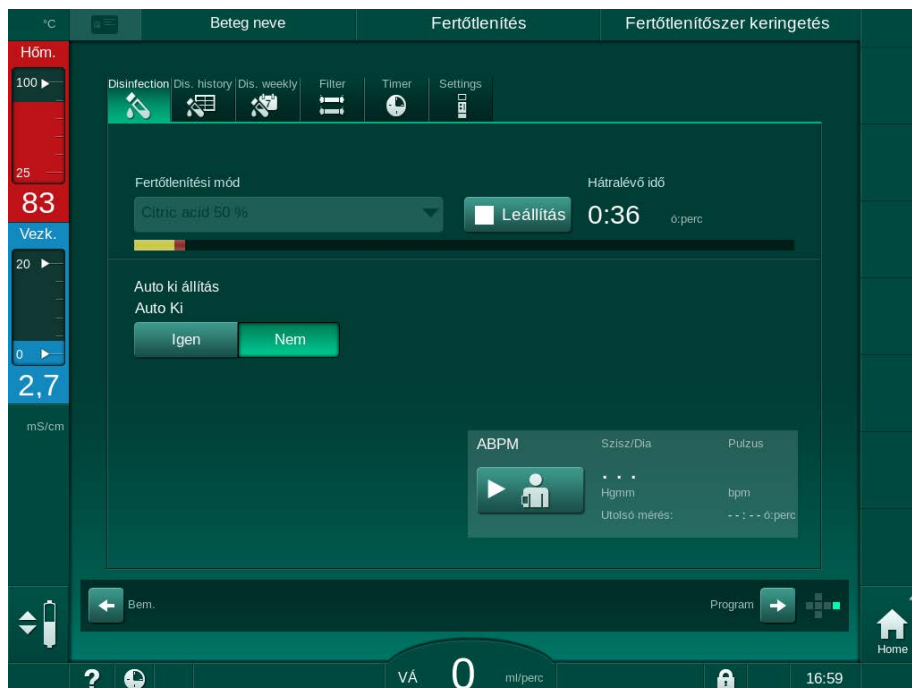 °C Beteg neve Fertőtlenítés Fertőtlenítőszer keringetés
Hőm.
100
25
83
Vezk.
20
0
2,7
mS/cm
Disinfection Dis. history Dis. weekly Filter Timer Settings
7
Fertőtlenítési mód
Citric acid 50 %
Leállítás
Hátralévő idő
0:36 ó:perc
Auto ki állítás
Auto Ki
Igen Nem
ABPM Szisz/Dia Pulzus
. . .
Hgmm bpm
Utolsó mérés: --:-- ó:perc
Bem. Program
Home
? VÁ 0 ml/perc 16:59